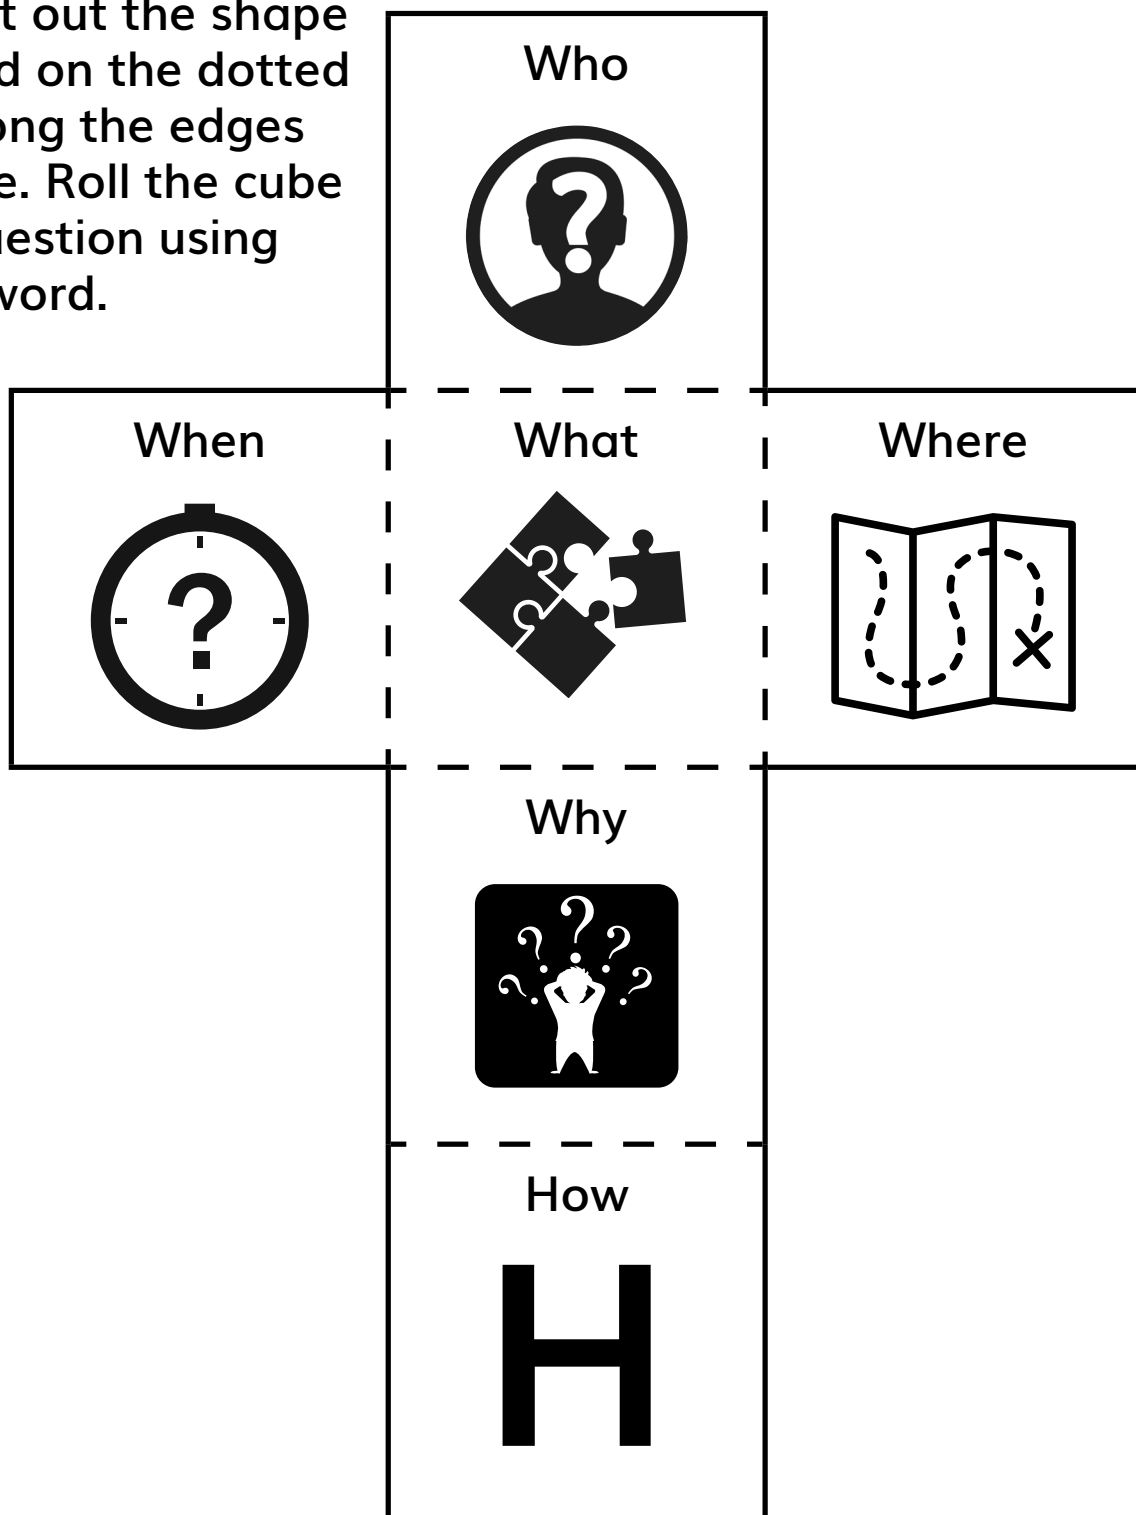 t out the shape
d on the dotted
ong the edges
e. Roll the cube
uestion using
word.
Who
?
When
What
Where
?
Why
? ? ? ? ?
How
H